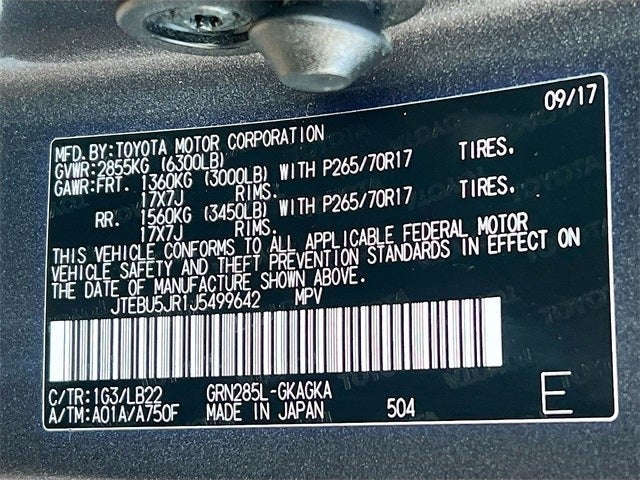 09/17
MFD.BY:TOYOTA MOTOR CORPORATION
GVWR:2855KG (6300LB)
GAWR:FRT. 1360KG (3000LB) WITH P265/70R17 TIRES.
17X7J RIMS.
RR. 1560KG (3450LB) WITH P265/70R17 TIRES.
17X7J RIMS.
THIS VEHICLE CONFORMS TO ALL APPLICABLE FEDERAL MOTOR
VEHICLE SAFETY AND THEFT PREVENTION STANDARDS IN EFFECT ON
THE DATE OF MANUFACTURE SHOWN ABOVE.
JTEBU5JR1J5499642 MPV
C/TR:1G3/LB22 GRN285L-GKAGKA
A/TM:A01A/A750F MADE IN JAPAN 504 E